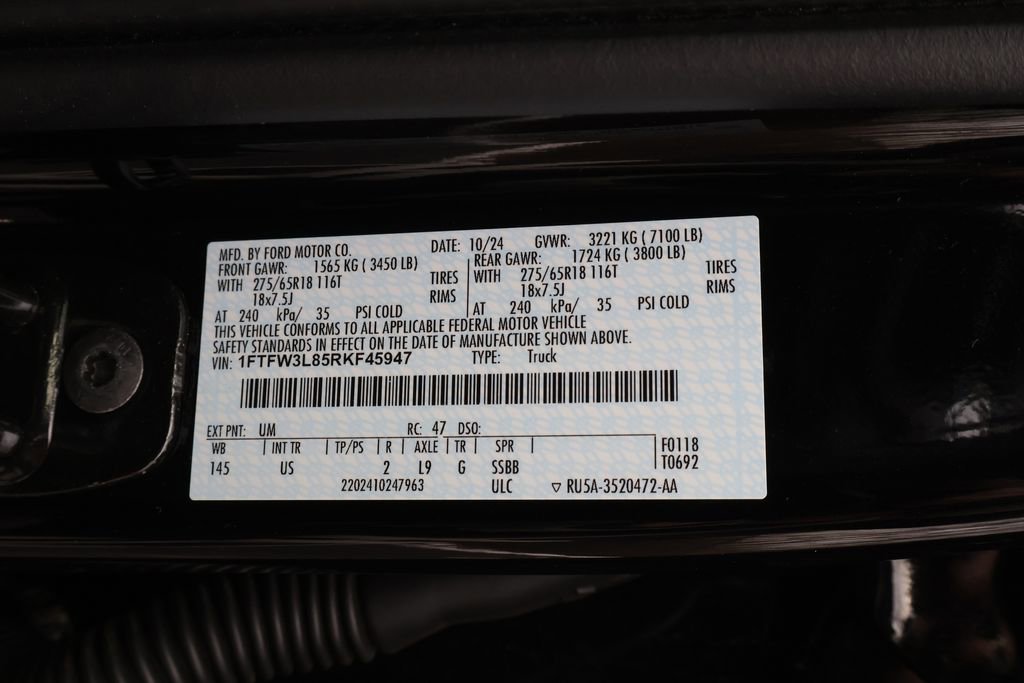 MFD. BY FORD MOTOR CO. DATE: 10/24 GVWR: 3221 KG ( 7100 LB)
FRONT GAWR: 1565 KG ( 3450 LB) REAR GAWR: 1724 KG ( 3800 LB)
WITH 275/65R18 116T TIRES WITH 275/65R18 116T TIRES
18x7.5J RIMS 18x7.5J RIMS
AT 240 kPa/ 35 PSI COLD AT 240 kPa/ 35 PSI COLD
THIS VEHICLE CONFORMS TO ALL APPLICABLE FEDERAL MOTOR VEHICLE
SAFETY STANDARDS IN EFFECT ON THE DATE OF MANUFACTURE SHOWN ABOVE.
VIN: 1FTFW3L85RKF45947 TYPE: Truck
EXT PNT: UM RC: 47 DSO:
WB INT TR TP/PS R AXLE TR SPR F0118
145 US 2 L9 G SSBB T0692
2202410247963 ULC ▽ RU5A-3520472-AA